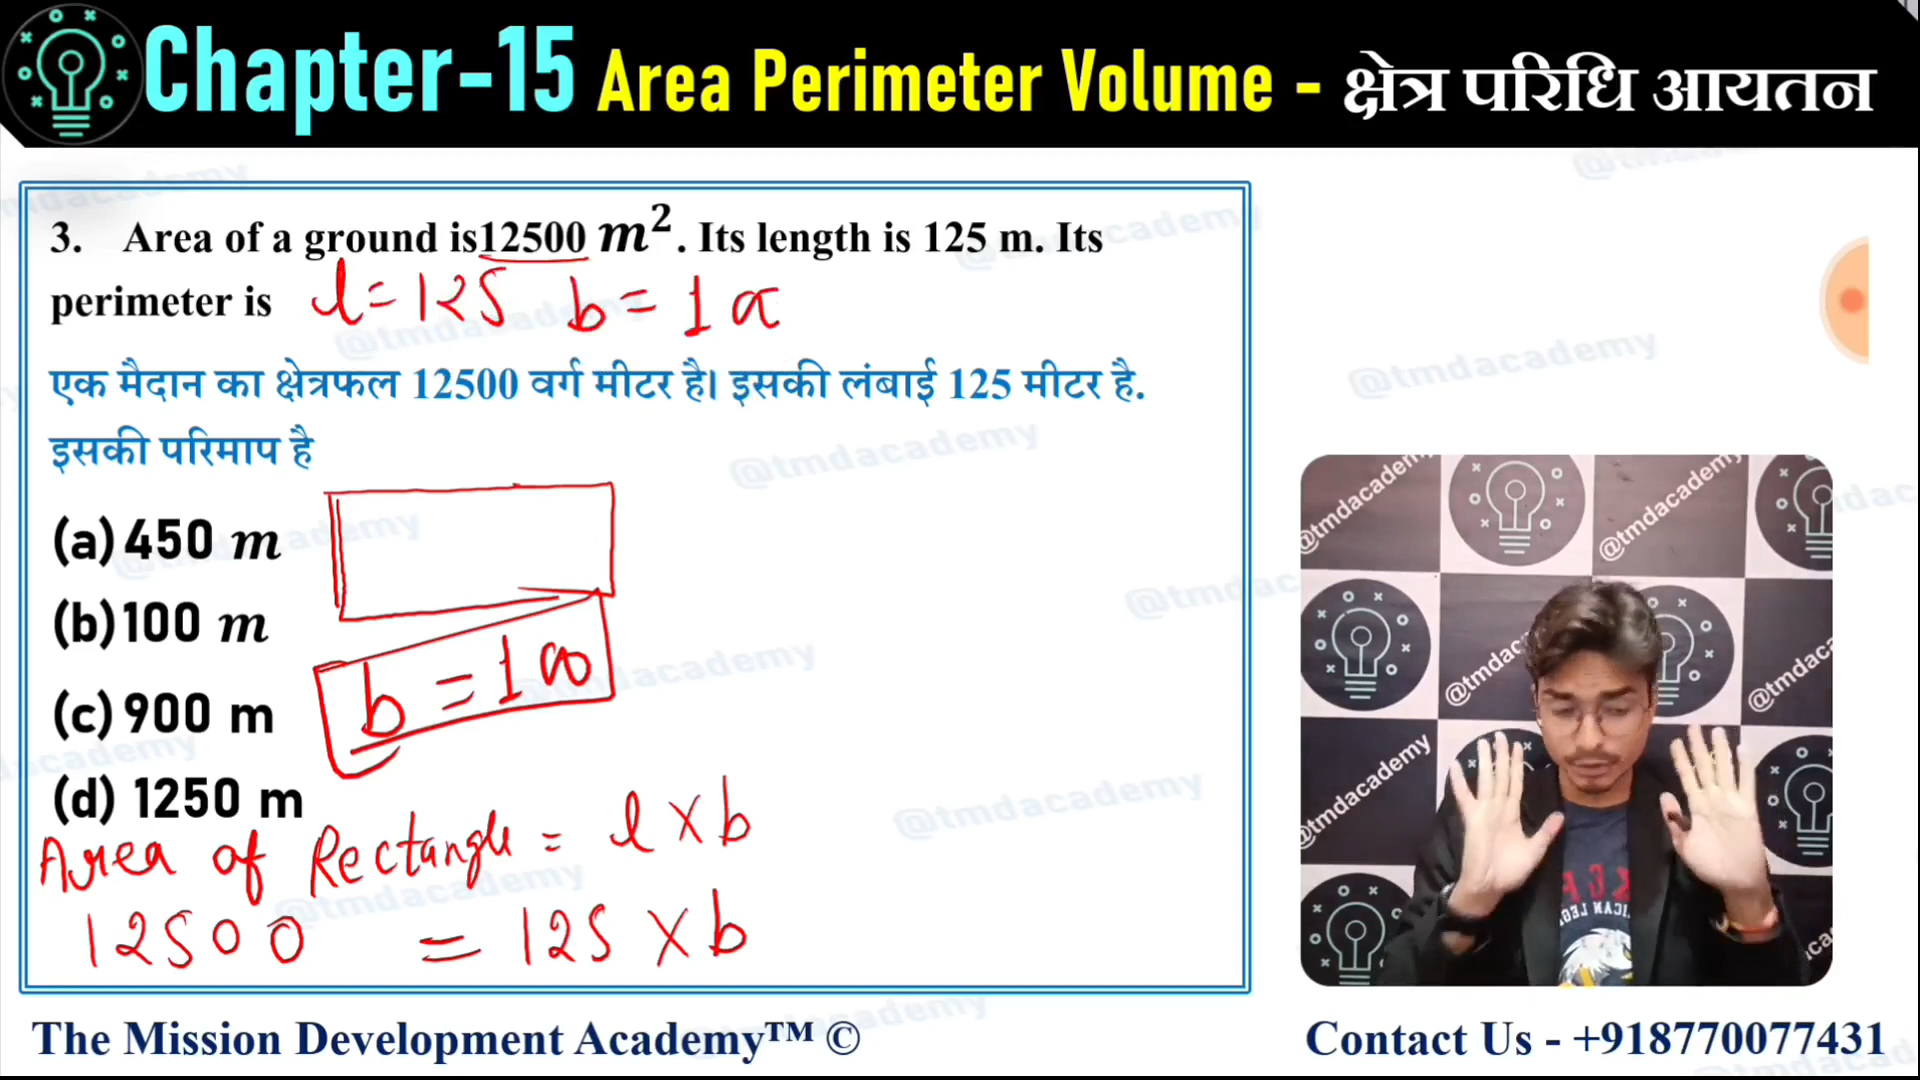 Chapter-15 Area Perimeter Volume - क्षेत्र परिधि आयतन
3. Area of a ground is12500 m². Its length is 125 m. Its
perimeter is l = 125 b = 100
एक मैदान का क्षेत्रफल 12500 वर्ग मीटर है। इसकी लंबाई 125 मीटर है.
इसकी परिमाप है
(a) 450 m
(b) 100 m
(c) 900 m
(d) 1250 m
b = 100
Area of Rectangle = l × b
12500 = 125 × b
@tmdacademy
The Mission Development Academy™ ©
Contact Us - +918770077431